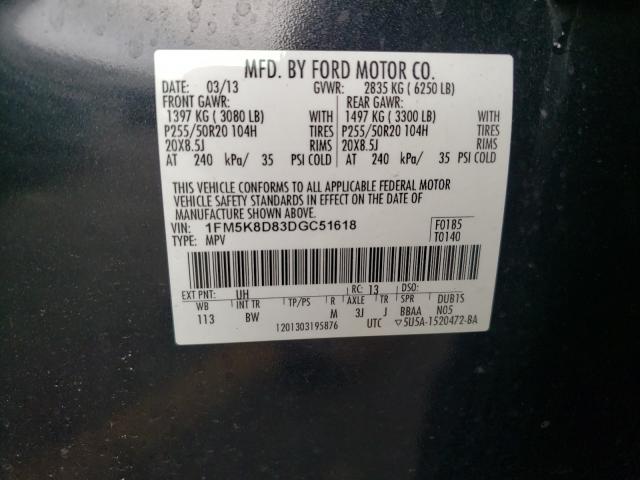 MFD. BY FORD MOTOR CO.
DATE: 03/13 GVWR: 2835 KG ( 6250 LB)
FRONT GAWR: REAR GAWR:
1397 KG ( 3080 LB) WITH 1497 KG ( 3300 LB) WITH
P255/50R20 104H TIRES P255/50R20 104H TIRES
20X8.5J RIMS 20X8.5J RIMS
AT 240 kPa/ 35 PSI COLD AT 240 kPa/ 35 PSI COLD
THIS VEHICLE CONFORMS TO ALL APPLICABLE FEDERAL MOTOR
VEHICLE SAFETY STANDARDS IN EFFECT ON THE DATE OF
MANUFACTURE SHOWN ABOVE.
VIN: 1FM5K8D83DGC51618 F0185
TYPE: MPV T0140
EXT PNT: UH RC: 13 DSO:
WB INT TR TP/PS R AXLE TR SPR DUB1S
113 BW M 3J J BBAA N05
1201303195876 UTC ▽5U5A-1520472-BA